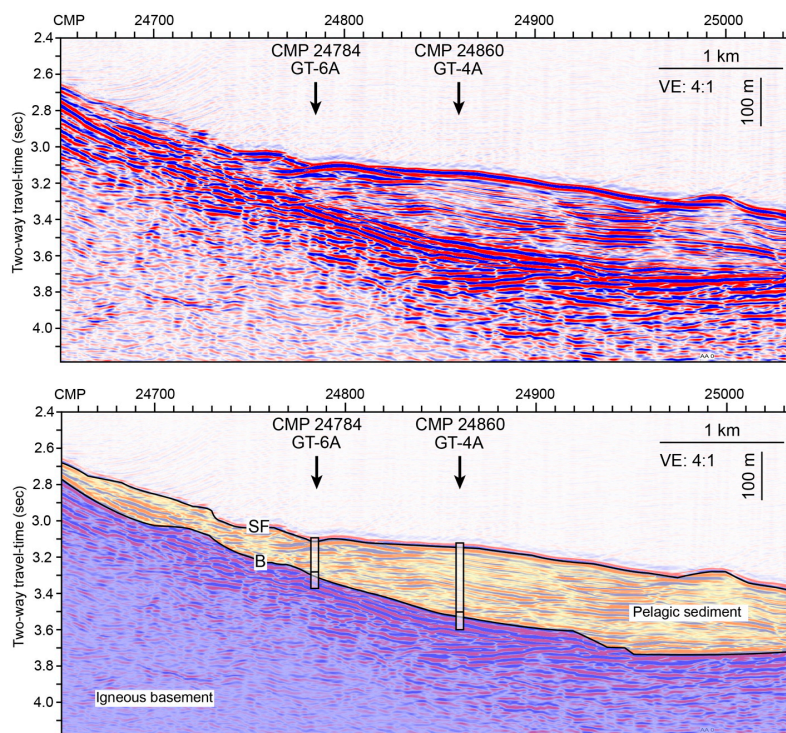 CMP 24700 24800 24900 25000
2.4
2.6
2.8
3.0
3.2
3.4
3.6
3.8
4.0
Two-way travel-time (sec)
CMP 24784
GT-6A
CMP 24860
GT-4A
1 km
VE: 4:1
100 m
CMP 24700 24800 24900 25000
2.4
2.6
2.8
3.0
3.2
3.4
3.6
3.8
4.0
Two-way travel-time (sec)
CMP 24784
GT-6A
CMP 24860
GT-4A
1 km
VE: 4:1
100 m
SF
B
Pelagic sediment
Igneous basement